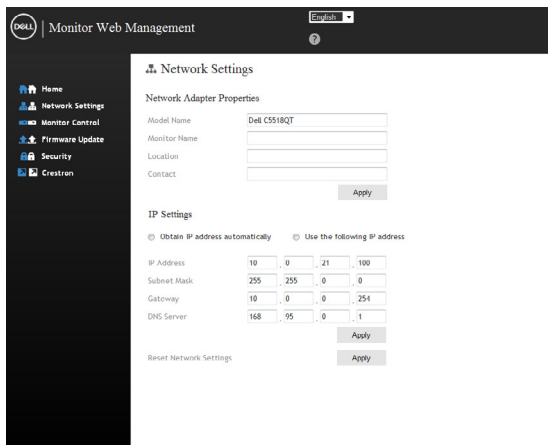 DELL
Monitor Web Management
English
?
Home
Network Settings
Monitor Control
Firmware Update
Security
Crestron
Network Settings
Network Adapter Properties
Model Name Dell C5518QT
Monitor Name
Location
Contact
Apply
IP Settings
Obtain IP address automatically Use the following IP address
IP Address 10 . 0 . 21 . 100
Subnet Mask 255 . 255 . 0 . 0
Gateway 10 . 0 . 0 . 254
DNS Server 168 . 95 . 0 . 1
Apply
Reset Network Settings Apply